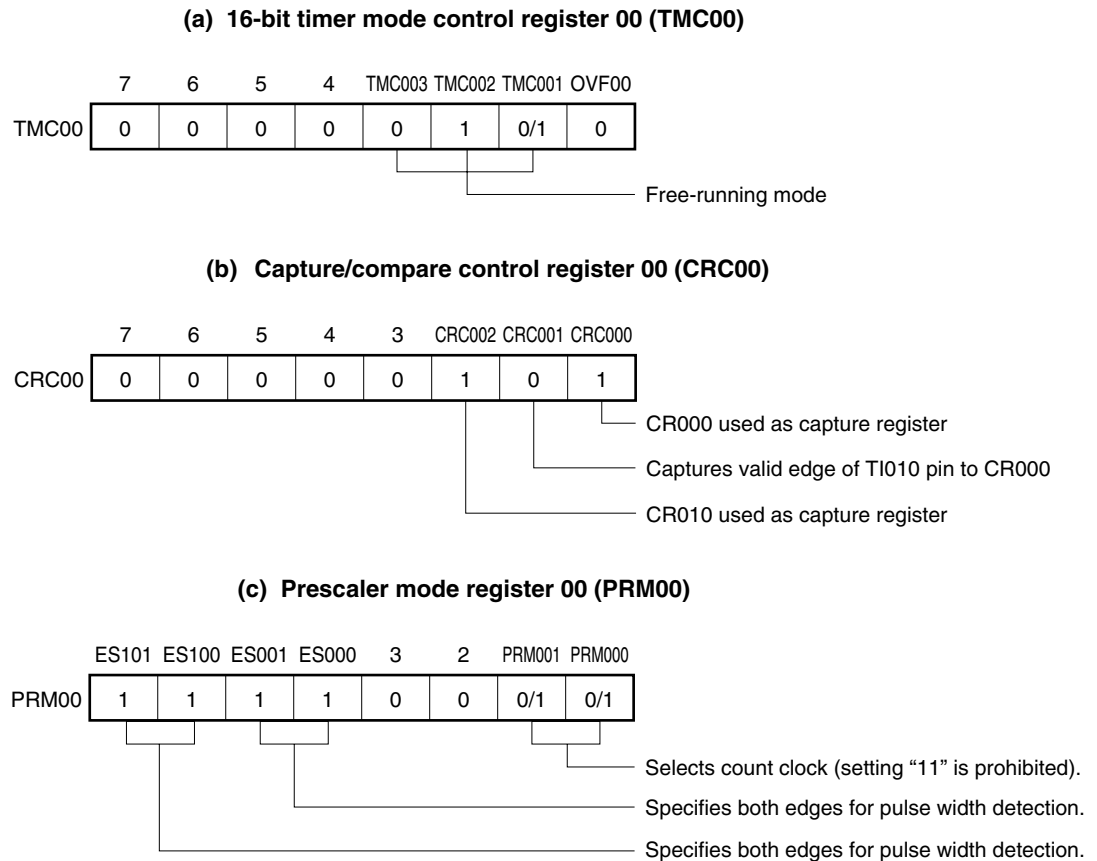 (a) 16-bit timer mode control register 00 (TMC00)
7 6 5 4 TMC003 TMC002 TMC001 OVF00
TMC00 0 0 0 0 0 1 0/1 0
Free-running mode
(b) Capture/compare control register 00 (CRC00)
7 6 5 4 3 CRC002 CRC001 CRC000
CRC00 0 0 0 0 0 1 0 1
CR000 used as capture register
Captures valid edge of TI010 pin to CR000
CR010 used as capture register
(c) Prescaler mode register 00 (PRM00)
ES101 ES100 ES001 ES000 3 2 PRM001 PRM000
PRM00 1 1 1 1 0 0 0/1 0/1
Selects count clock (setting “11” is prohibited).
Specifies both edges for pulse width detection.
Specifies both edges for pulse width detection.